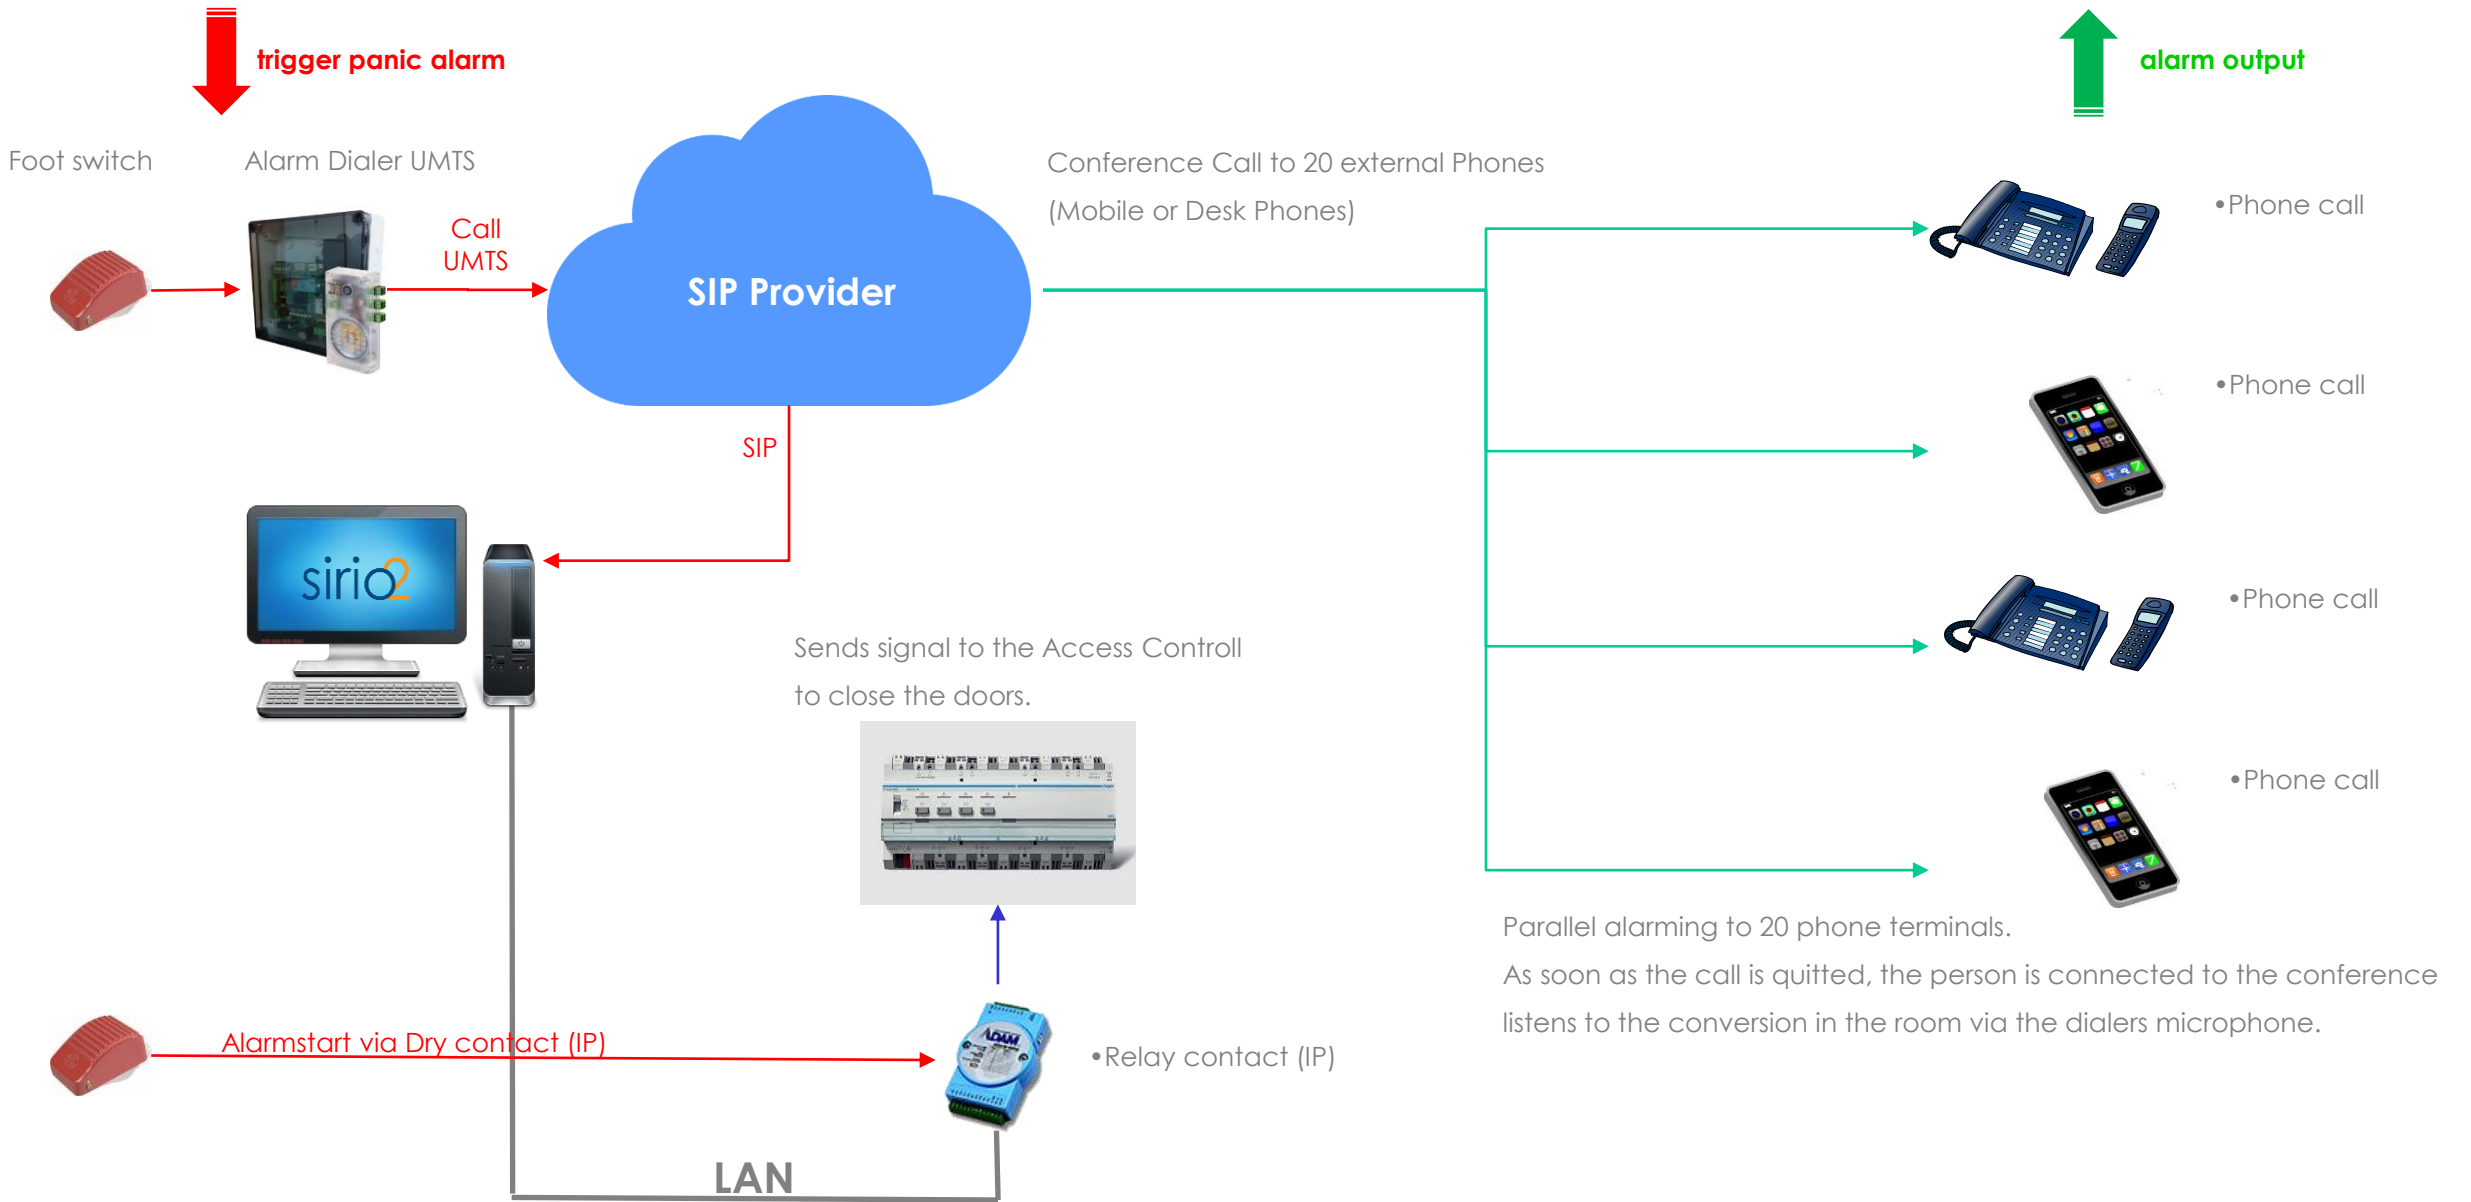 trigger panic alarm
alarm output
Foot switch
Alarm Dialer UMTS
Call
UMTS
SIP Provider
Conference Call to 20 external Phones
(Mobile or Desk Phones)
•Phone call
•Phone call
SIP
sirio2
•Phone call
Sends signal to the Access Controll
to close the doors.
•Phone call
Parallel alarming to 20 phone terminals.
As soon as the call is quitted, the person is connected to the conference
listens to the conversion in the room via the dialers microphone.
Alarmstart via Dry contact (IP)
ADAM
•Relay contact (IP)
LAN